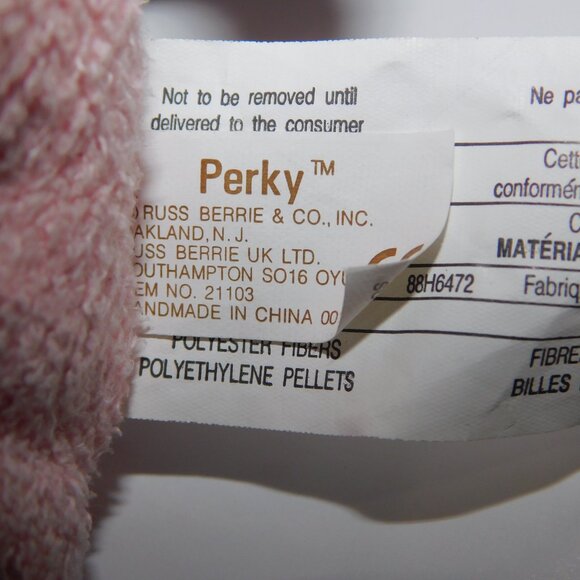 Not to be removed until
delivered to the consumer
Perky™
RUSS BERRIE & CO., INC.
AKLAND, N. J.
USS BERRIE UK LTD.
OUTHAMPTON SO16 OYU
EM NO. 21103
ANDMADE IN CHINA 00
POLYESTER FIBERS
POLYETHYLENE PELLETS
88H6472
Ne pa
Cett
conformém
C
MATÉRIA
Fabriq
FIBRE
BILLES